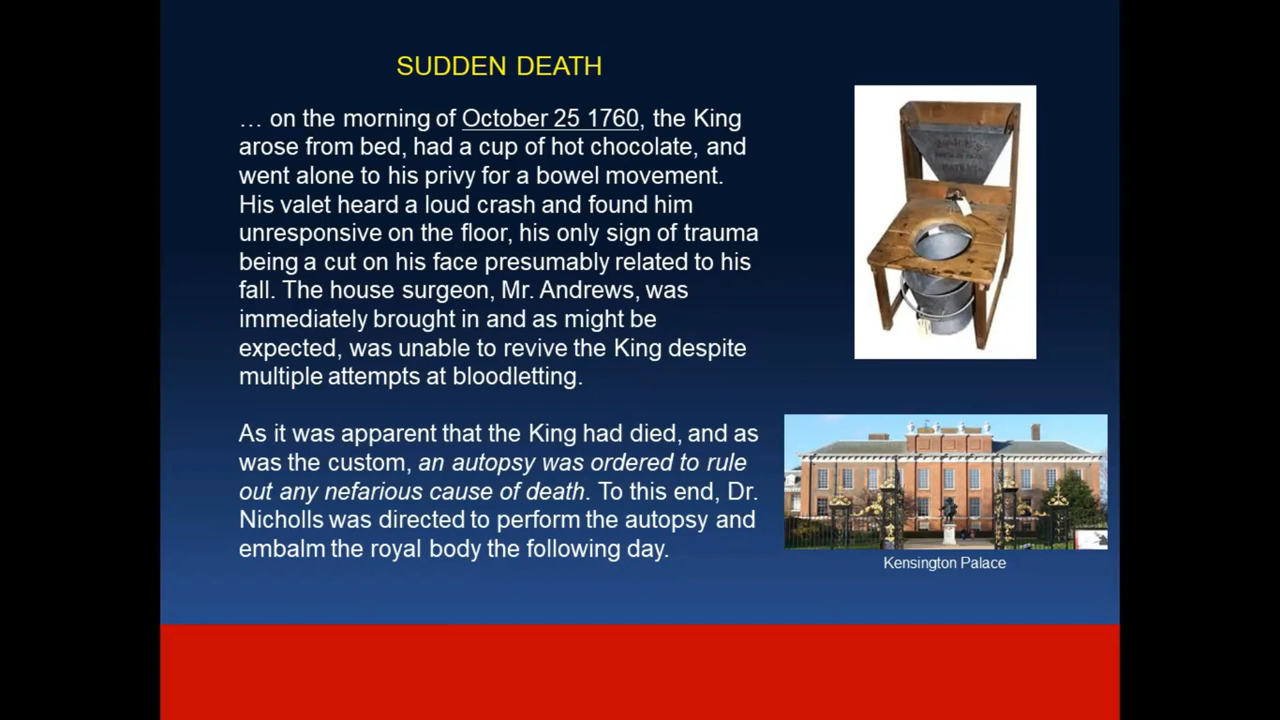 SUDDEN DEATH
… on the morning of October 25 1760, the King
arose from bed, had a cup of hot chocolate, and
went alone to his privy for a bowel movement.
His valet heard a loud crash and found him
unresponsive on the floor, his only sign of trauma
being a cut on his face presumably related to his
fall. The house surgeon, Mr. Andrews, was
immediately brought in and as might be
expected, was unable to revive the King despite
multiple attempts at bloodletting.
As it was apparent that the King had died, and as
was the custom, an autopsy was ordered to rule
out any nefarious cause of death. To this end, Dr.
Nicholls was directed to perform the autopsy and
embalm the royal body the following day.
Kensington Palace